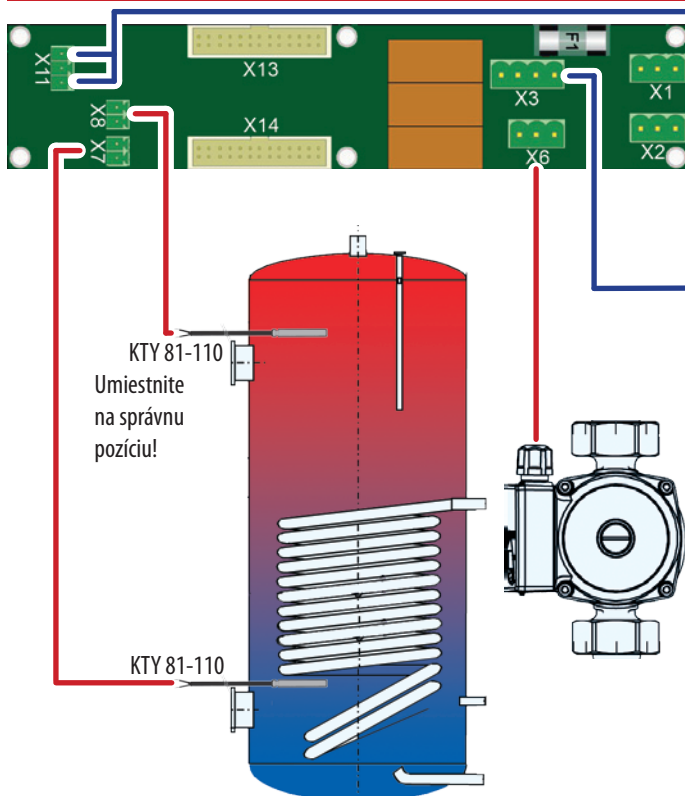 X11
X13
F1
X3
X1
X8
X14
X7
X6
X2
KTY 81-110
Umiestnite
na správnu
pozíciu!
KTY 81-110